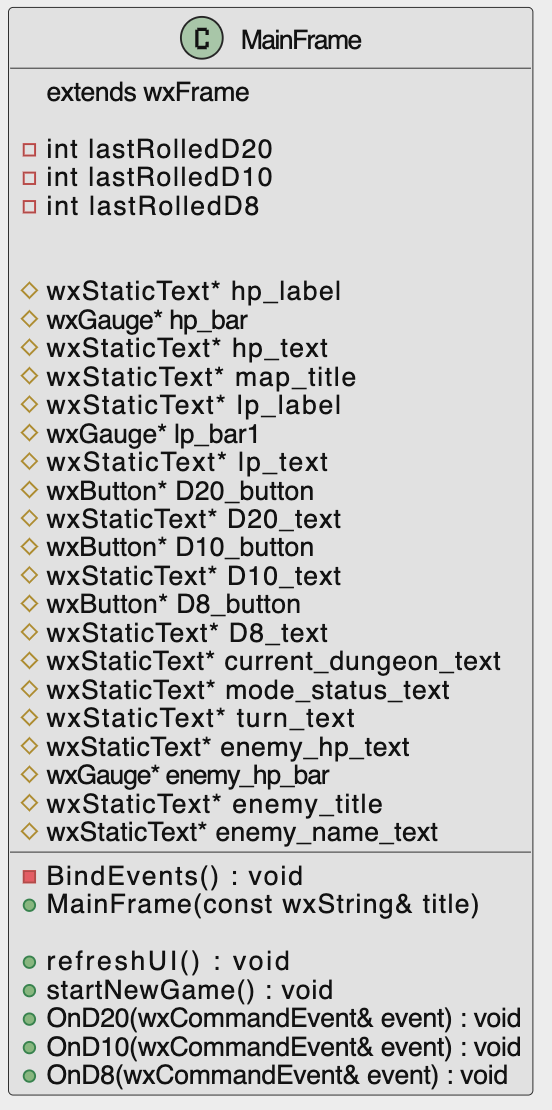 C MainFrame
extends wxFrame
int lastRolledD20
int lastRolledD10
int lastRolledD8
wxStaticText* hp_label
wxGauge* hp_bar
wxStaticText* hp_text
wxStaticText* map_title
wxStaticText* lp_label
wxGauge* lp_bar1
wxStaticText* lp_text
wxButton* D20_button
wxStaticText* D20_text
wxButton* D10_button
wxStaticText* D10_text
wxButton* D8_button
wxStaticText* D8_text
wxStaticText* current_dungeon_text
wxStaticText* mode_status_text
wxStaticText* turn_text
wxStaticText* enemy_hp_text
wxGauge* enemy_hp_bar
wxStaticText* enemy_title
wxStaticText* enemy_name_text
BindEvents() : void
MainFrame(const wxString& title)
refreshUI() : void
startNewGame() : void
OnD20(wxCommandEvent& event) : void
OnD10(wxCommandEvent& event) : void
OnD8(wxCommandEvent& event) : void